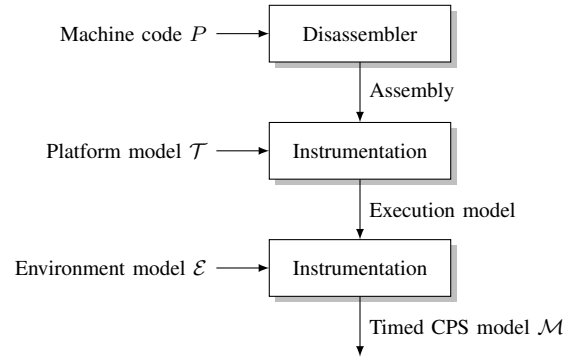 Machine code P
Disassembler
Assembly
Platform model 𝒯
Instrumentation
Execution model
Environment model ℰ
Instrumentation
Timed CPS model ℳ